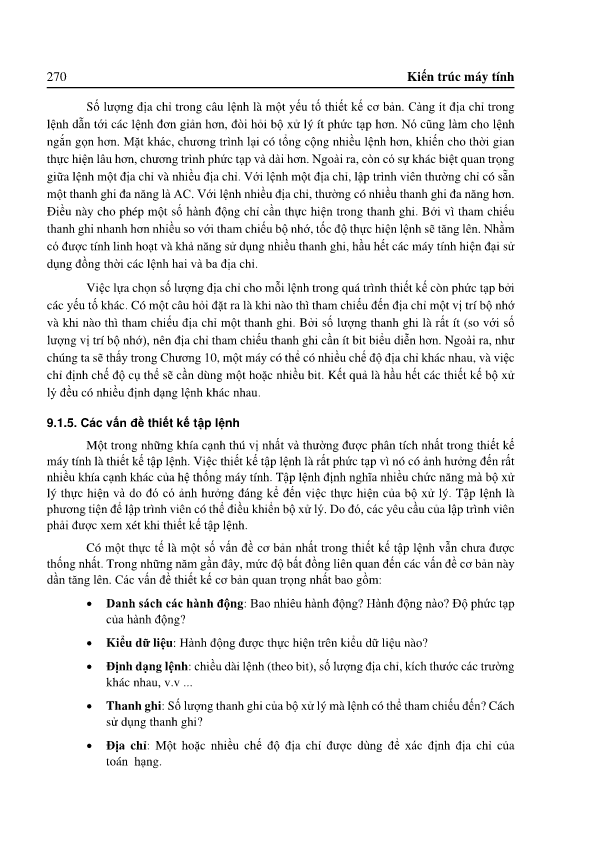 270 Kiến trúc máy tính
Số lượng địa chỉ trong câu lệnh là một yếu tố thiết kế cơ bản. Càng ít địa chỉ trong
lệnh dẫn tới các lệnh đơn giản hơn, đòi hỏi bộ xử lý ít phức tạp hơn. Nó cũng làm cho lệnh
ngắn gọn hơn. Mặt khác, chương trình lại có tổng cộng nhiều lệnh hơn, khiến cho thời gian
thực hiện lâu hơn, chương trình phức tạp và dài hơn. Ngoài ra, còn có sự khác biệt quan trọng
giữa lệnh một địa chỉ và nhiều địa chỉ. Với lệnh một địa chỉ, lập trình viên thường chỉ có sẵn
một thanh ghi đa năng là AC. Với lệnh nhiều địa chỉ, thường có nhiều thanh ghi đa năng hơn.
Điều này cho phép một số hành động chỉ cần thực hiện trong thanh ghi. Bởi vì tham chiếu
thanh ghi nhanh hơn nhiều so với tham chiếu bộ nhớ, tốc độ thực hiện lệnh sẽ tăng lên. Nhằm
có được tính linh hoạt và khả năng sử dụng nhiều thanh ghi, hầu hết các máy tính hiện đại sử
dụng đồng thời các lệnh hai và ba địa chỉ.
Việc lựa chọn số lượng địa chỉ cho mỗi lệnh trong quá trình thiết kế còn phức tạp bởi
các yếu tố khác. Có một câu hỏi đặt ra là khi nào thì tham chiếu đến địa chỉ một vị trí bộ nhớ
và khi nào thì tham chiếu địa chỉ một thanh ghi. Bởi số lượng thanh ghi là rất ít (so với số
lượng vị trí bộ nhớ), nên địa chỉ tham chiếu thanh ghi cần ít bit biểu diễn hơn. Ngoài ra, như
chúng ta sẽ thấy trong Chương 10, một máy có thể có nhiều chế độ địa chỉ khác nhau, và việc
chỉ định chế độ cụ thể sẽ cần dùng một hoặc nhiều bit. Kết quả là hầu hết các thiết kế bộ xử
lý đều có nhiều định dạng lệnh khác nhau.
9.1.5. Các vấn đề thiết kế tập lệnh
Một trong những khía cạnh thú vị nhất và thường được phân tích nhất trong thiết kế
máy tính là thiết kế tập lệnh. Việc thiết kế tập lệnh là rất phức tạp vì nó có ảnh hưởng đến rất
nhiều khía cạnh khác của hệ thống máy tính. Tập lệnh định nghĩa nhiều chức năng mà bộ xử
lý thực hiện và do đó có ảnh hưởng đáng kể đến việc thực hiện của bộ xử lý. Tập lệnh là
phương tiện để lập trình viên có thể điều khiển bộ xử lý. Do đó, các yêu cầu của lập trình viên
phải được xem xét khi thiết kế tập lệnh.
Có một thực tế là một số vấn đề cơ bản nhất trong thiết kế tập lệnh vẫn chưa được
thống nhất. Trong những năm gần đây, mức độ bất đồng liên quan đến các vấn đề cơ bản này
dần tăng lên. Các vấn đề thiết kế cơ bản quan trọng nhất bao gồm:
• Danh sách các hành động: Bao nhiêu hành động? Hành động nào? Độ phức tạp
của hành động?
• Kiểu dữ liệu: Hành động được thực hiện trên kiểu dữ liệu nào?
• Định dạng lệnh: chiều dài lệnh (theo bit), số lượng địa chỉ, kích thước các trường
khác nhau, v.v ...
• Thanh ghi: Số lượng thanh ghi của bộ xử lý mà lệnh có thể tham chiếu đến? Cách
sử dụng thanh ghi?
• Địa chỉ: Một hoặc nhiều chế độ địa chỉ được dùng để xác định địa chỉ của
toán hạng.